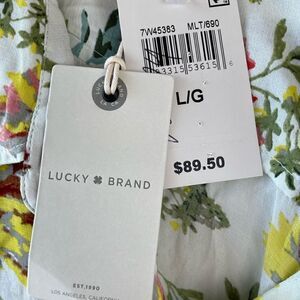 7W45383 MLT/690
L/G
$89.50
LUCKY BRAND
EST.1990
LOS ANGELES, CALIFORNIA